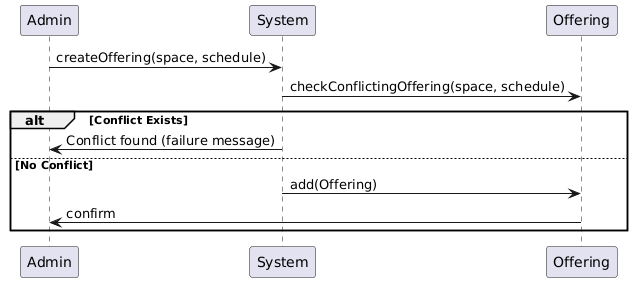 Admin System Offering
createOffering(space, schedule)
checkConflictingOffering(space, schedule)
alt [Conflict Exists]
Conflict found (failure message)
[No Conflict]
add(Offering)
confirm
Admin System Offering